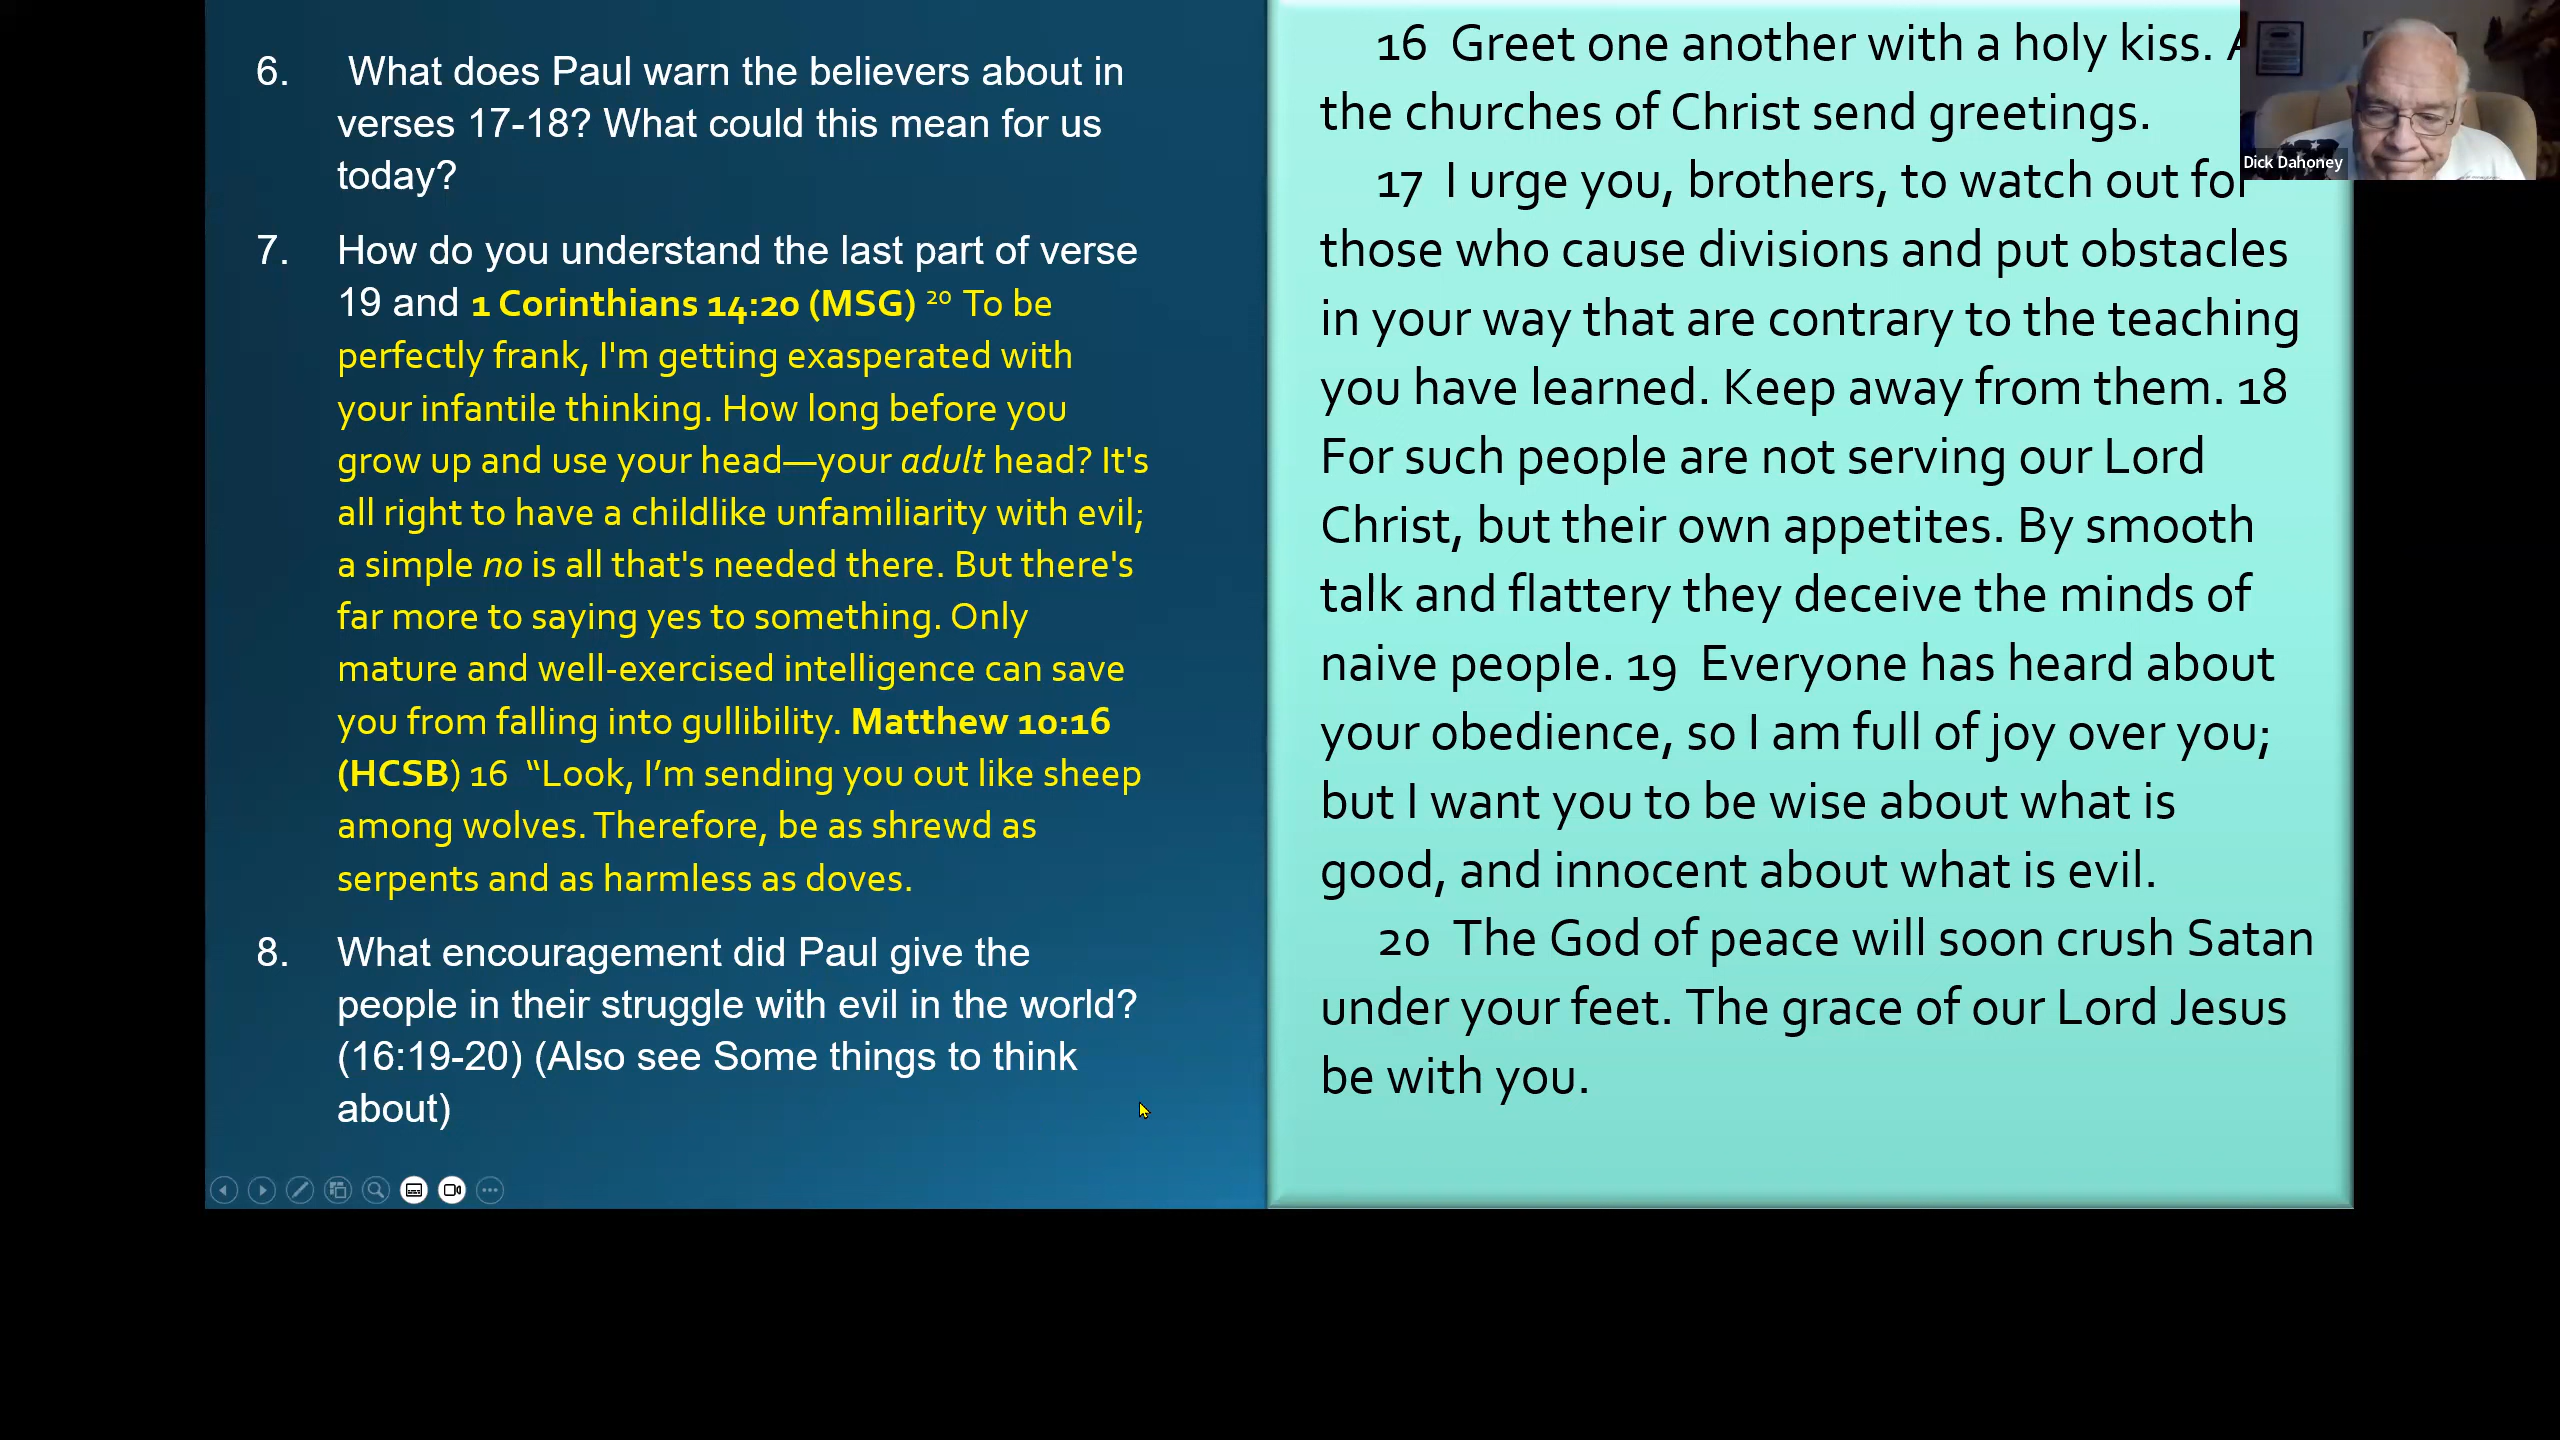 6. What does Paul warn the believers about in
verses 17-18? What could this mean for us
today?
7. How do you understand the last part of verse
19 and 1 Corinthians 14:20 (MSG) 20 To be
perfectly frank, I'm getting exasperated with
your infantile thinking. How long before you
grow up and use your head—your adult head? It's
all right to have a childlike unfamiliarity with evil;
a simple no is all that's needed there. But there's
far more to saying yes to something. Only
mature and well-exercised intelligence can save
you from falling into gullibility. Matthew 10:16
(HCSB) 16 “Look, I’m sending you out like sheep
among wolves. Therefore, be as shrewd as
serpents and as harmless as doves.
8. What encouragement did Paul give the
people in their struggle with evil in the world?
(16:19-20) (Also see Some things to think
about)
16 Greet one another with a holy kiss.
the churches of Christ send greetings.
17 I urge you, brothers, to watch out for
those who cause divisions and put obstacles
in your way that are contrary to the teaching
you have learned. Keep away from them. 18
For such people are not serving our Lord
Christ, but their own appetites. By smooth
talk and flattery they deceive the minds of
naive people. 19 Everyone has heard about
your obedience, so I am full of joy over you;
but I want you to be wise about what is
good, and innocent about what is evil.
20 The God of peace will soon crush Satan
under your feet. The grace of our Lord Jesus
be with you.
Dick Dahoney